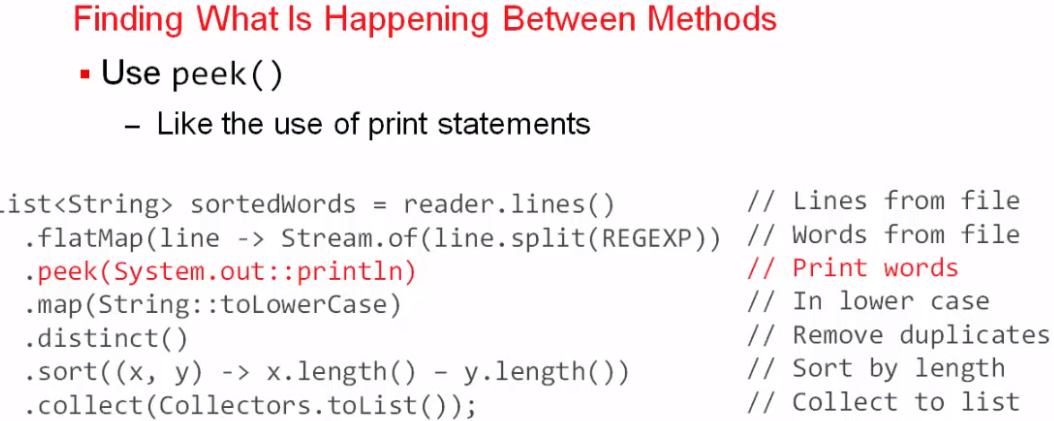 Finding What Is Happening Between Methods
▪ Use peek()
– Like the use of print statements
List<String> sortedWords = reader.lines() // Lines from file
.flatMap(line -> Stream.of(line.split(REGEXP)) // Words from file
.peek(System.out::println) // Print words
.map(String::toLowerCase) // In lower case
.distinct() // Remove duplicates
.sort((x, y) -> x.length() – y.length()) // Sort by length
.collect(Collectors.toList()); // Collect to list